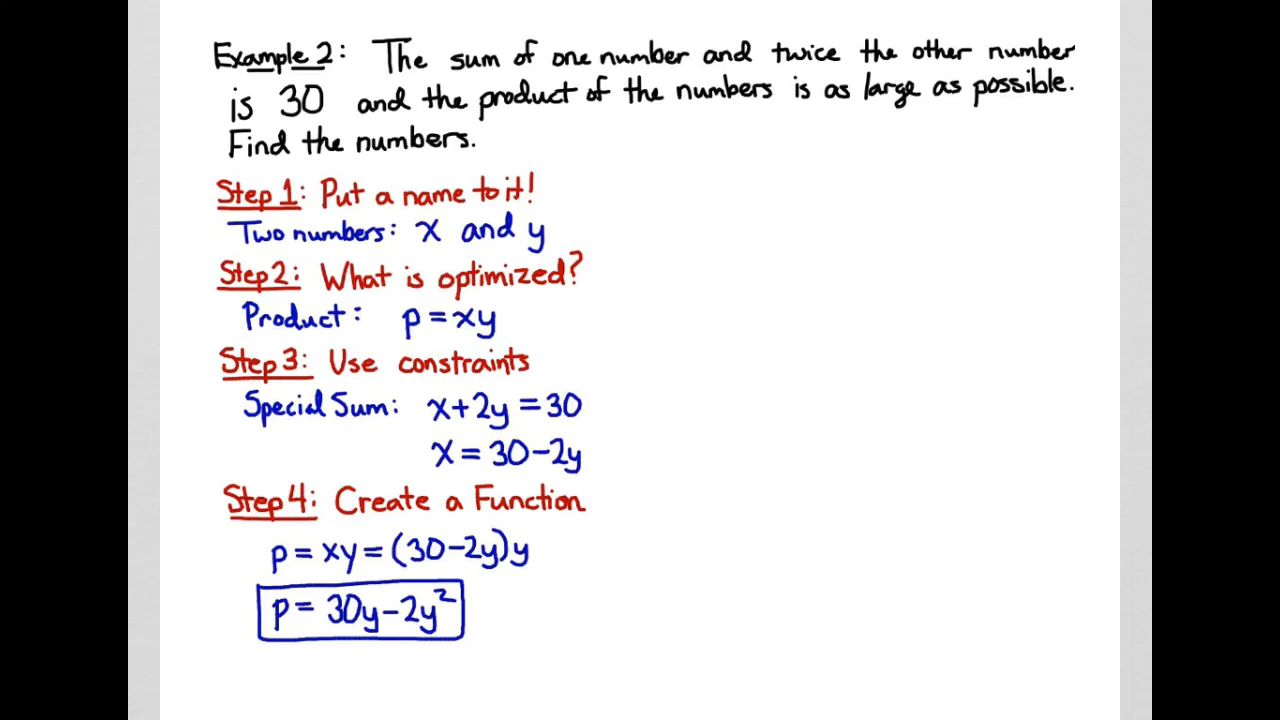 Example 2: The sum of one number and twice the other number
is 30 and the product of the numbers is as large as possible.
Find the numbers.
Step 1: Put a name to it!
Two numbers: x and y
Step 2: What is optimized?
Product: p = xy
Step 3: Use constraints
Special Sum: x + 2y = 30
x = 30 - 2y
Step 4: Create a Function
p = xy = (30 - 2y)y
p = 30y - 2y²